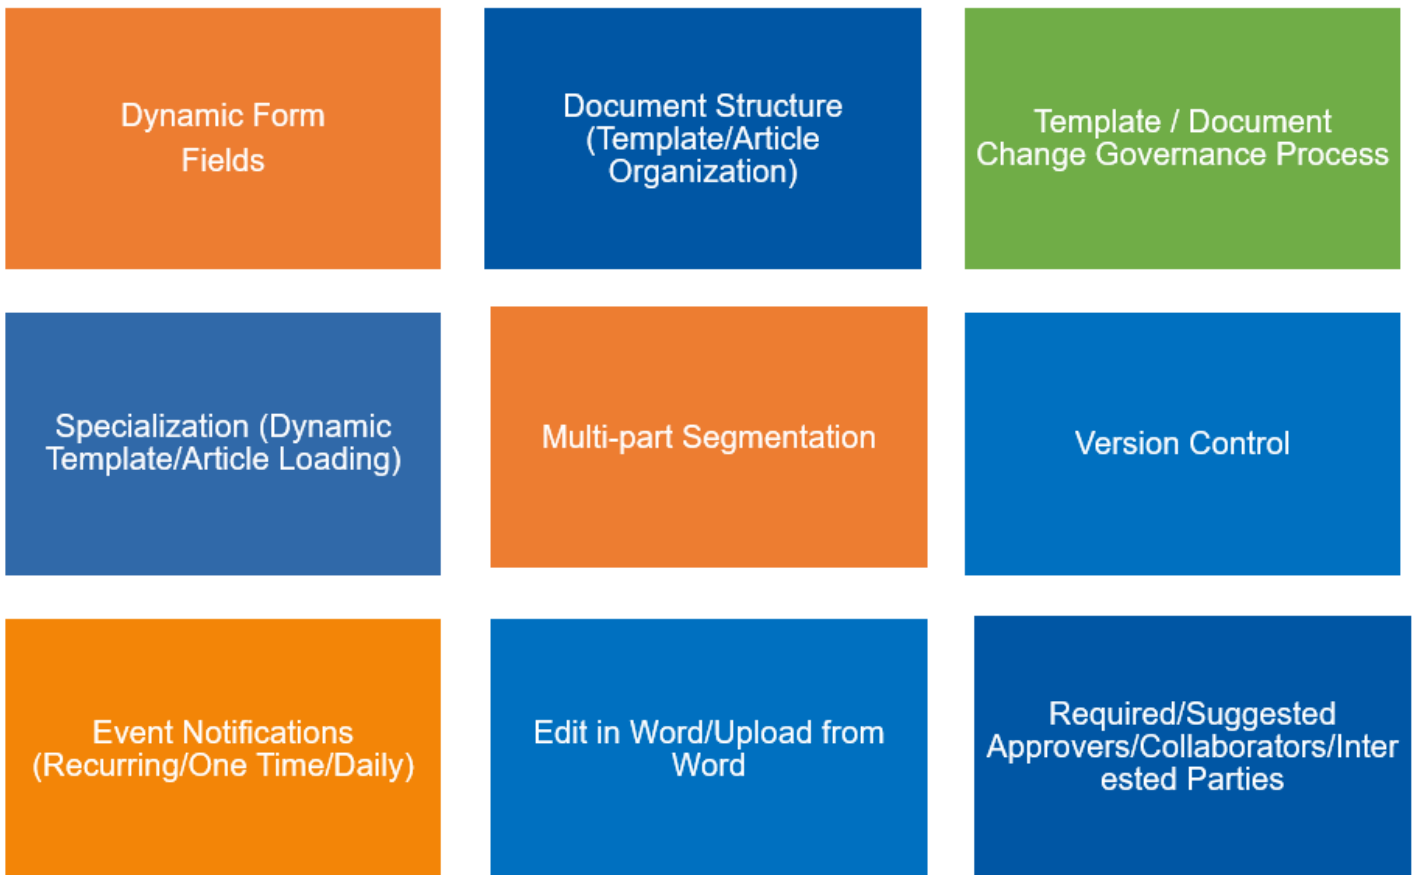 Dynamic Form
Fields
Document Structure
(Template/Article
Organization)
Template / Document
Change Governance Process
Specialization (Dynamic
Template/Article Loading)
Multi-part Segmentation
Version Control
Event Notifications
(Recurring/One Time/Daily)
Edit in Word/Upload from
Word
Required/Suggested
Approvers/Collaborators/Inter
ested Parties